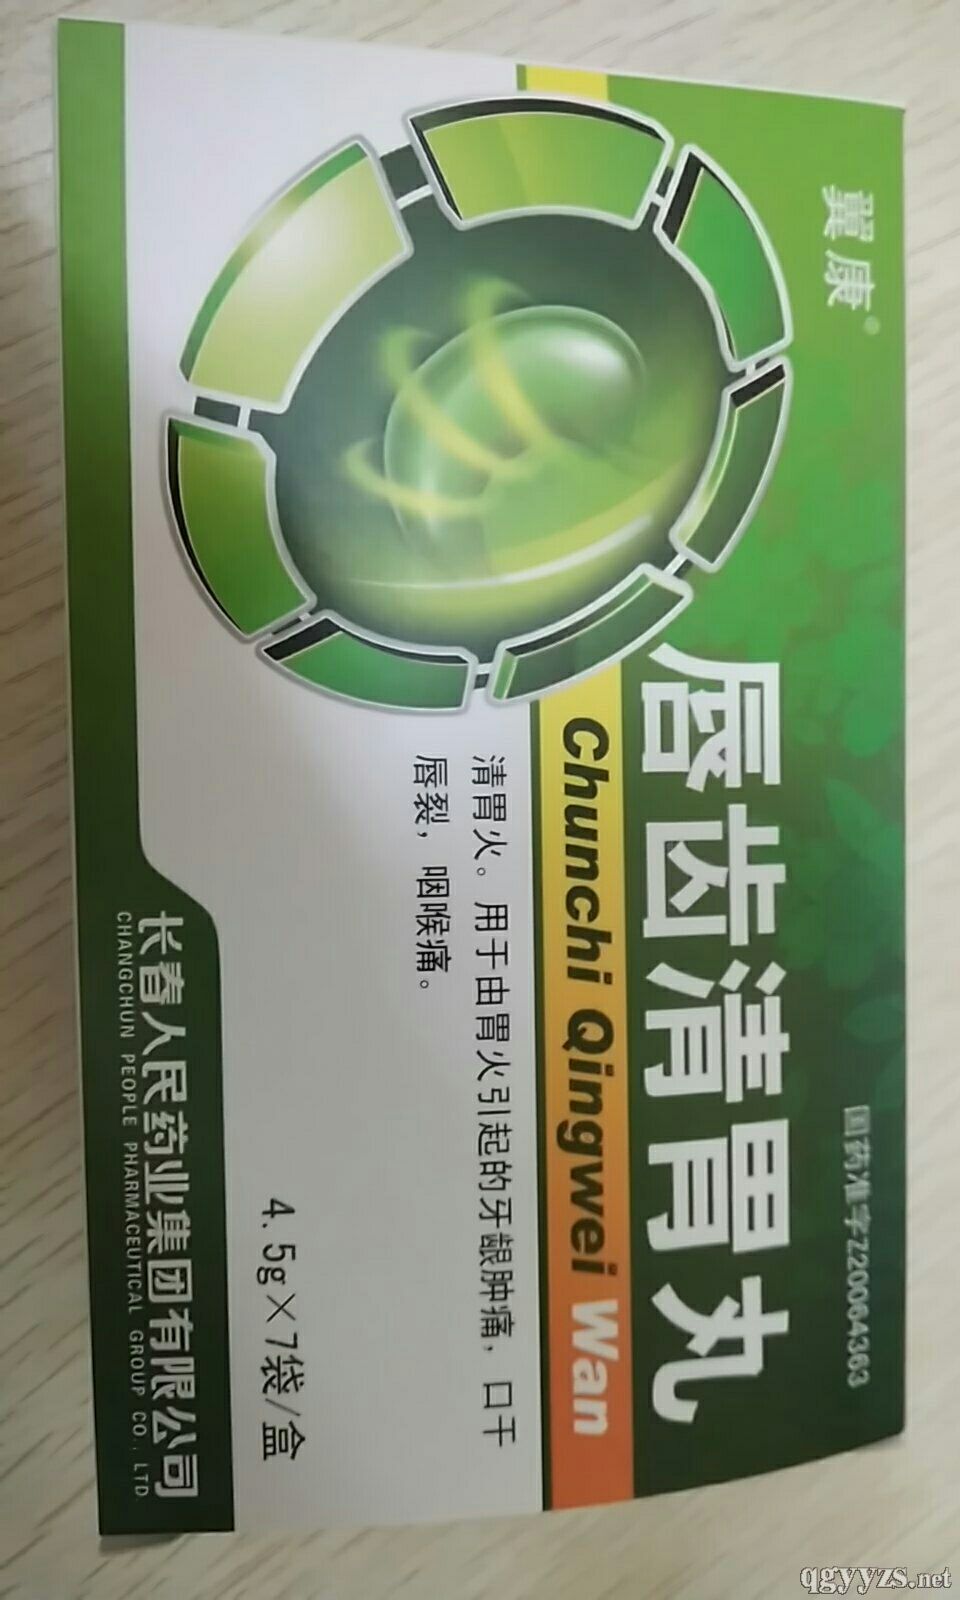 翼康®
国药准字Z20064363
唇齿清胃丸
Chunchi Qingwei Wan
清胃火。用于由胃火引起的牙龈肿痛，口干
唇裂，咽喉痛。
4.5g×7袋/盒
长春人民药业集团有限公司
CHANGCHUN PEOPLE PHARMACEUTICAL GROUP CO., LTD.
qgyyzs.net